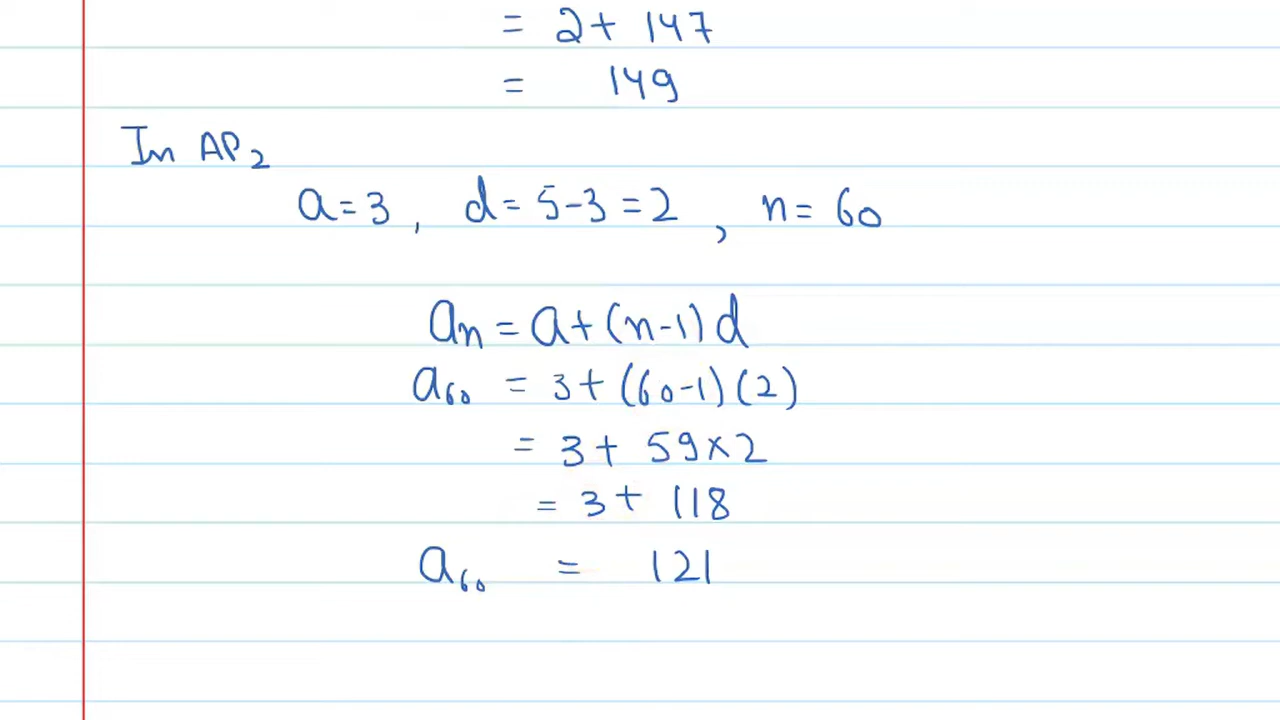 = 2 + 147
= 149
In AP₂
a = 3 , d = 5 - 3 = 2 , n = 60
aₙ = a + (n - 1) d
a₆₀ = 3 + (60 - 1) (2)
= 3 + 59 × 2
= 3 + 118
a₆₀ = 121